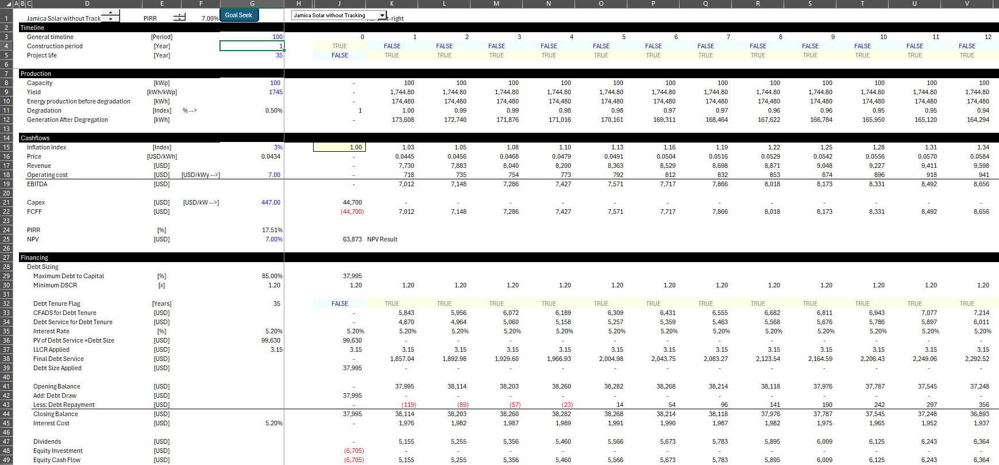 A B C D E F G H J K L M N O P Q R S T U V
1 Jamica Solar without Track PIRR 7.00% Goal Seek Jamica Solar without Tracking -right
2 Timeline
3 General timeline [Period] 100 0 1 2 3 4 5 6 7 8 9 10 11 12
4 Construction period [Year] 1 TRUE FALSE FALSE FALSE FALSE FALSE FALSE FALSE FALSE FALSE FALSE FALSE FALSE
5 Project life [Year] 35 FALSE TRUE TRUE TRUE TRUE TRUE TRUE TRUE TRUE TRUE TRUE TRUE TRUE
6
7 Production
8 Capacity [kWp] 100 - 100 100 100 100 100 100 100 100 100 100 100 100
9 Yield [kWh/kWp] 1745 - 1,744.80 1,744.80 1,744.80 1,744.80 1,744.80 1,744.80 1,744.80 1,744.80 1,744.80 1,744.80 1,744.80 1,744.80
10 Energy production before degradation [kWh] - 174,480 174,480 174,480 174,480 174,480 174,480 174,480 174,480 174,480 174,480 174,480 174,480
11 Degradation [Index] % --> 0.50% 1 1.00 0.99 0.99 0.98 0.98 0.97 0.97 0.96 0.96 0.95 0.95 0.94
12 Generation After Degregation [kWh] - 173,608 172,740 171,876 171,016 170,161 169,311 168,464 167,622 166,784 165,950 165,120 164,294
13
14 Cashflows
15 Inflation Index [Index] 3% 1.00 1.03 1.05 1.08 1.10 1.13 1.16 1.19 1.22 1.25 1.28 1.31 1.34
16 Price [USD/kWh] 0.0434 - 0.0445 0.0456 0.0468 0.0479 0.0491 0.0504 0.0516 0.0529 0.0542 0.0556 0.0570 0.0584
17 Revenue [USD] - 7,730 7,883 8,040 8,200 8,363 8,529 8,698 8,871 9,048 9,227 9,411 9,598
18 Operating cost [USD] [USD/kWy -->] 7.00 - 718 735 754 773 792 812 832 853 874 896 918 941
19 EBITDA [USD] - 7,012 7,148 7,286 7,427 7,571 7,717 7,866 8,018 8,173 8,331 8,492 8,656
20
21 Capex [USD] [USD/kW -->] 447.00 44,700 - - - - - - - - - - - -
22 FCFF [USD] (44,700) 7,012 7,148 7,286 7,427 7,571 7,717 7,866 8,018 8,173 8,331 8,492 8,656
23
24 PIRR [%] 17.51%
25 NPV [USD] 7.00% 63,873 NPV Result
26
27 Financing
28 Debt Sizing
29 Maximum Debt to Capital [%] 85.00% 37,995
30 Minimum DSCR [x] 1.20 1.20 1.20 1.20 1.20 1.20 1.20 1.20 1.20 1.20 1.20 1.20 1.20 1.20
31
32 Debt Tenure Flag [Years] 35 FALSE TRUE TRUE TRUE TRUE TRUE TRUE TRUE TRUE TRUE TRUE TRUE TRUE
33 CFADS for Debt Tenure [USD] - 5,843 5,956 6,072 6,189 6,309 6,431 6,555 6,682 6,811 6,943 7,077 7,214
34 Debt Service for Debt Tenure [USD] - 4,870 4,964 5,060 5,158 5,257 5,359 5,463 5,568 5,676 5,786 5,897 6,011
35 Interest Rate [%] 5.20% 5.20% 5.20% 5.20% 5.20% 5.20% 5.20% 5.20% 5.20% 5.20% 5.20% 5.20% 5.20% 5.20%
36 PV of Debt Service =Debt Size [USD] 99,630 99,630 - - - - - - - - - - - -
37 LLCR Applied [USD] 3.15 3.15 3.15 3.15 3.15 3.15 3.15 3.15 3.15 3.15 3.15 3.15 3.15 3.15
38 Final Debt Service [USD] - 1,857.04 1,892.98 1,929.60 1,966.93 2,004.98 2,043.75 2,083.27 2,123.54 2,164.59 2,206.43 2,249.06 2,292.52
39 Debt Size Applied [USD] 37,995 - - - - - - - - - - - -
40
41 Opening Balance [USD] - 37,995 38,114 38,203 38,260 38,282 38,268 38,214 38,118 37,976 37,787 37,545 37,248
42 Add: Debt Draw [USD] 37,995 - - - - - - - - - - - -
43 Less: Debt Repayment [USD] - (119) (89) (57) (23) 14 54 96 141 190 242 297 356
44 Closing Balance [USD] 37,995 38,114 38,203 38,260 38,282 38,268 38,214 38,118 37,976 37,787 37,545 37,248 36,893
45 Interest Cost [USD] 5.20% - 1,976 1,982 1,987 1,989 1,991 1,990 1,987 1,982 1,975 1,965 1,952 1,937
46
47 Dividends [USD] - 5,155 5,255 5,356 5,460 5,566 5,673 5,783 5,895 6,009 6,125 6,243 6,364
48 Equity Investment [USD] (6,705) - - - - - - - - - - - -
49 Equity Cash Flow [USD] (6,705) 5,155 5,255 5,356 5,460 5,566 5,673 5,783 5,895 6,009 6,125 6,243 6,364